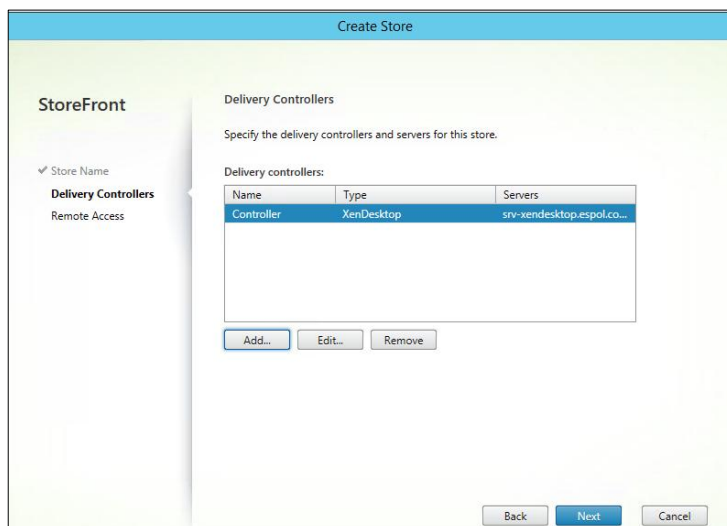 Create Store
StoreFront
Store Name
Delivery Controllers
Remote Access
Delivery Controllers
Specify the delivery controllers and servers for this store.
Delivery controllers:
Name Type Servers
Controller XenDesktop srv-xendesktop.espol.co...
Add... Edit... Remove
Back Next Cancel